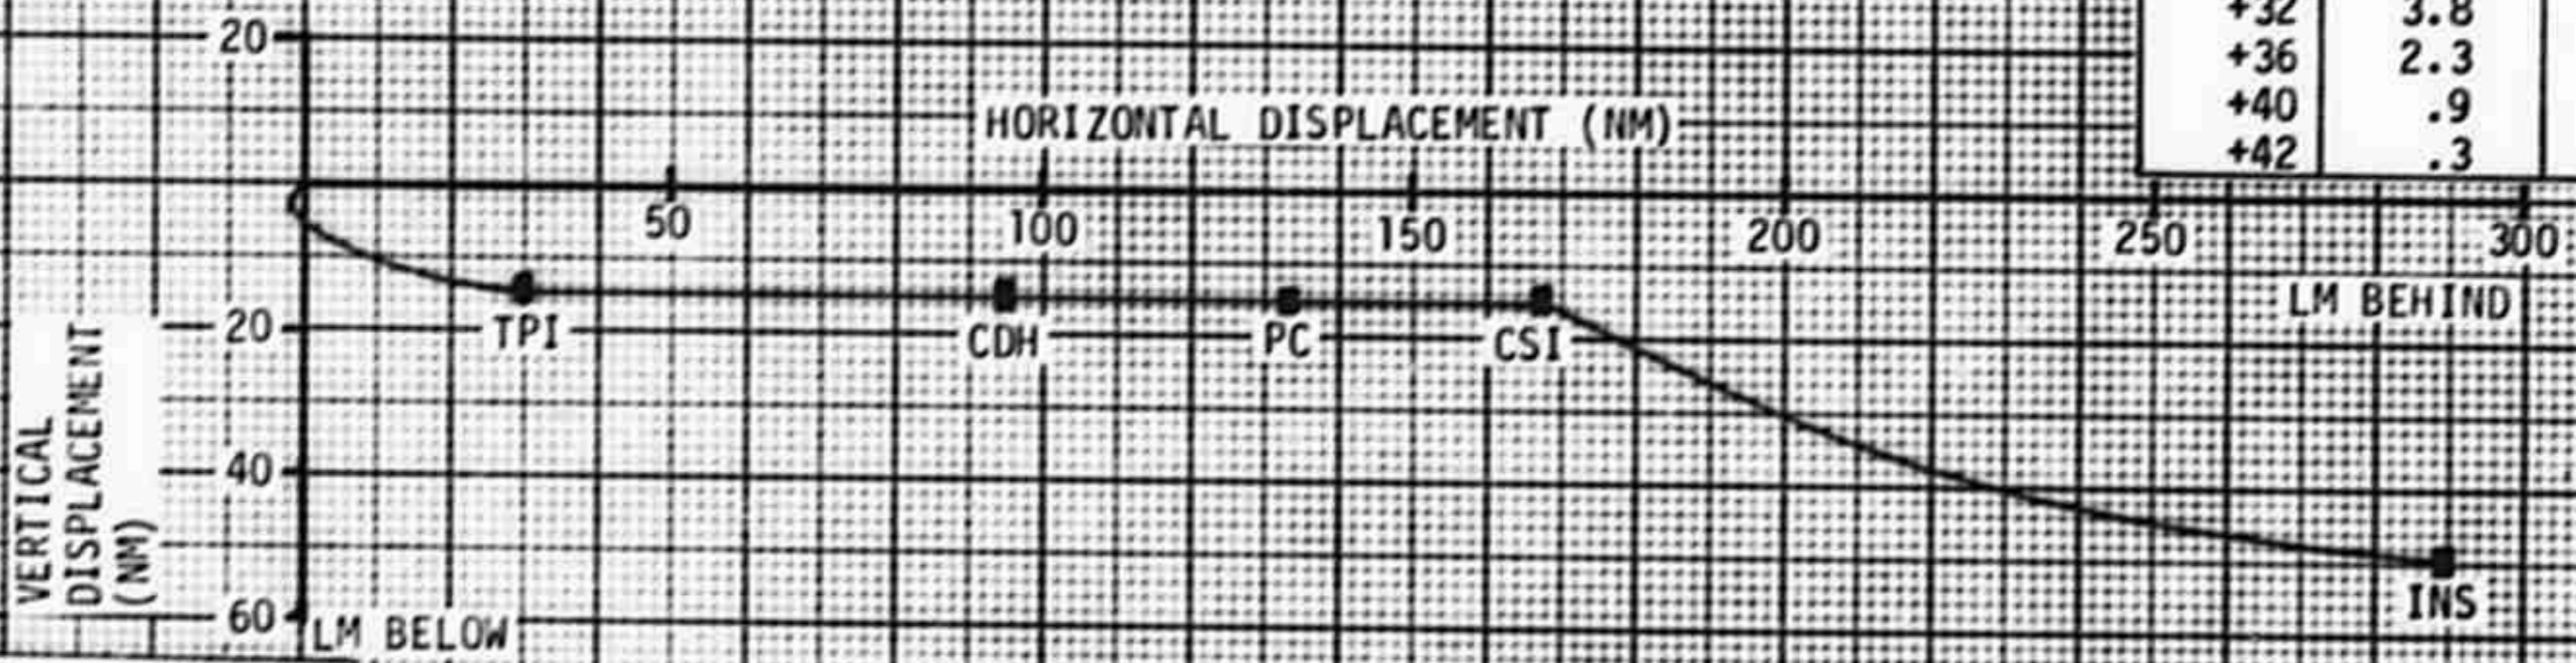 +32 3.8
+36 2.3
+40 .9
+42 .3
20
HORIZONTAL DISPLACEMENT (NM)
50 100 150 200 250 300
LM BEHIND
20
TPI CDH PC CSI
VERTICAL
DISPLACEMENT
(NM)
40
INS
60
LM BELOW